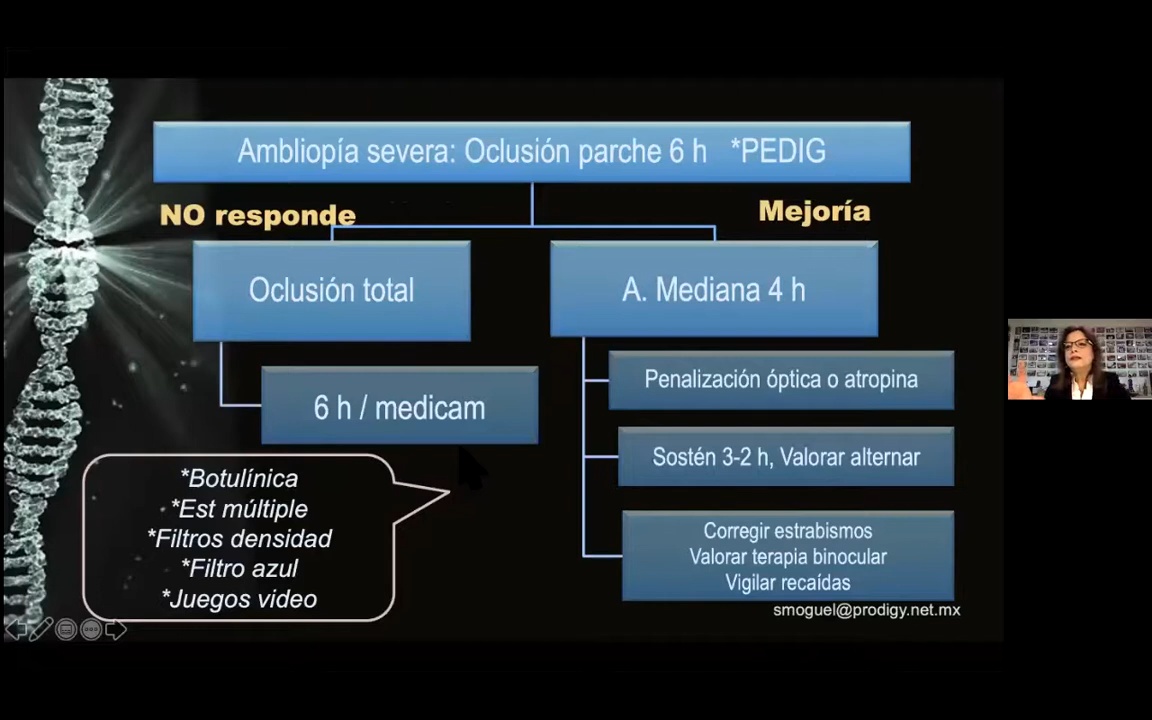 Ambliopía severa: Oclusión parche 6 h *PEDIG
NO responde
Mejoría
Oclusión total
A. Mediana 4 h
6 h / medicam
Penalización óptica o atropina
Sostén 3-2 h, Valorar alternar
Corregir estrabismos
Valorar terapia binocular
Vigilar recaídas
*Botulínica
*Est múltiple
*Filtros densidad
*Filtro azul
*Juegos video
smoguel@prodigy.net.mx